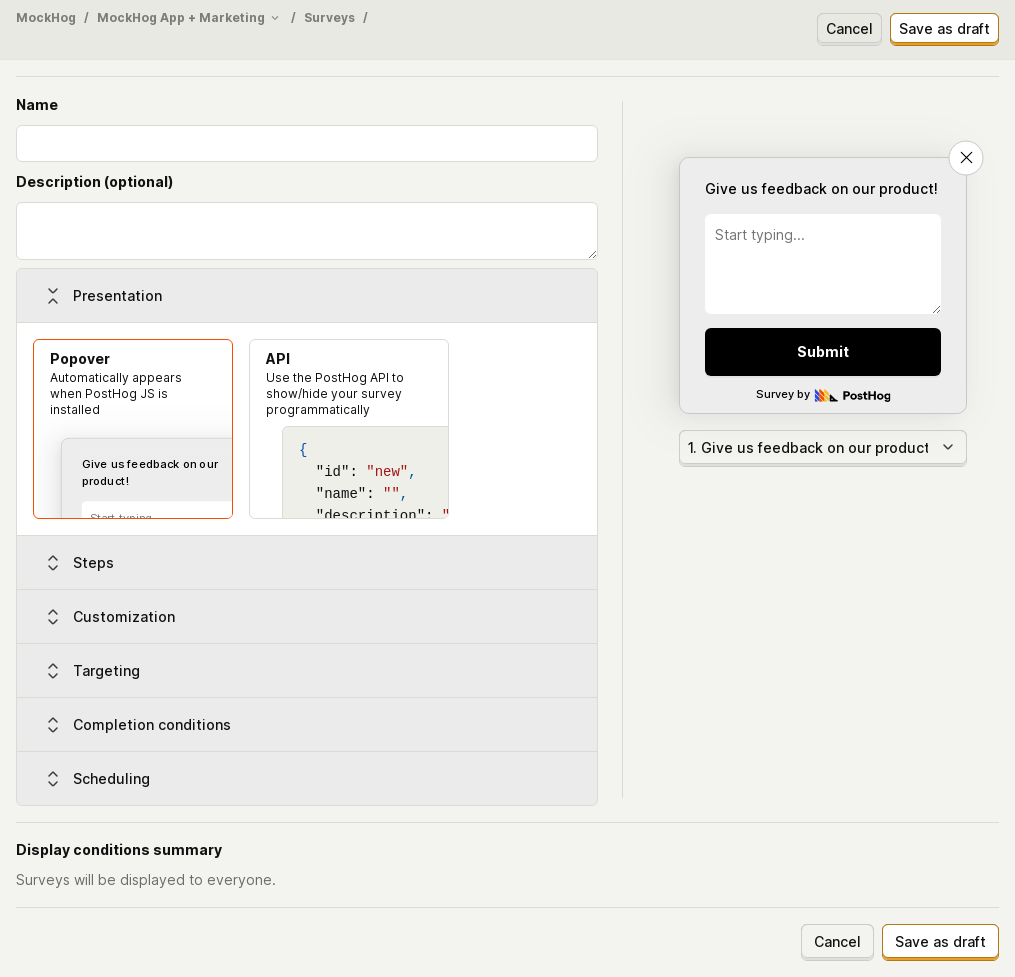 MockHog / MockHog App + Marketing / Surveys /
Cancel
Save as draft
Name
Description (optional)
Presentation
Popover
Automatically appears
when PostHog JS is
installed
Give us feedback on our
product!
Start typing...
API
Use the PostHog API to
show/hide your survey
programmatically
{
"id": "new",
"name": "",
"description": "
Steps
Customization
Targeting
Completion conditions
Scheduling
Give us feedback on our product!
Start typing...
Submit
Survey by PostHog
1. Give us feedback on our product
Display conditions summary
Surveys will be displayed to everyone.
Cancel
Save as draft